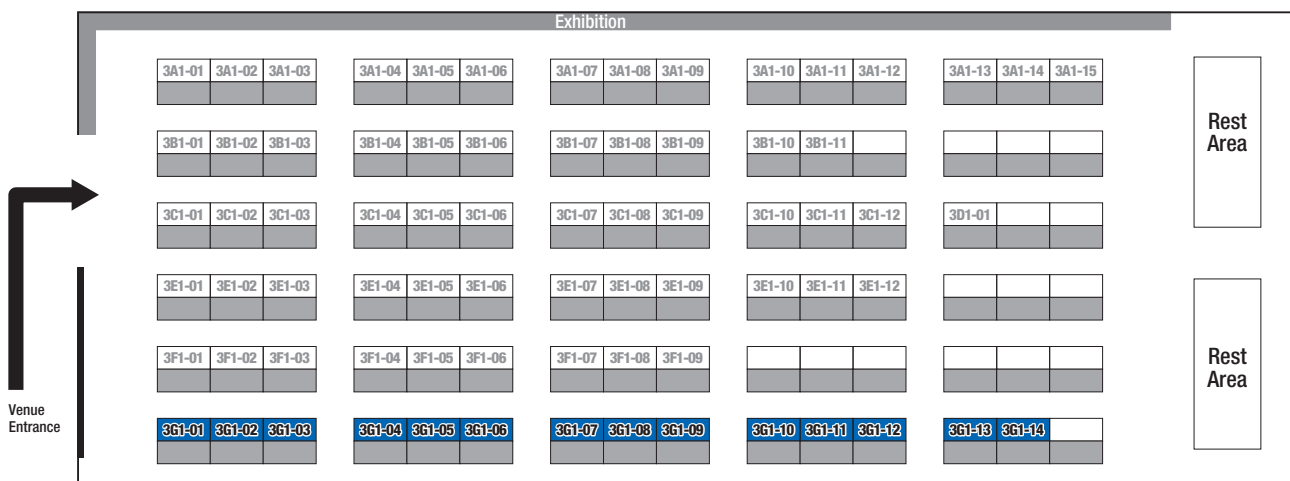 Exhibition
3A1-01 3A1-02 3A1-03 3A1-04 3A1-05 3A1-06 3A1-07 3A1-08 3A1-09 3A1-10 3A1-11 3A1-12 3A1-13 3A1-14 3A1-15
3B1-01 3B1-02 3B1-03 3B1-04 3B1-05 3B1-06 3B1-07 3B1-08 3B1-09 3B1-10 3B1-11
Rest
Area
3C1-01 3C1-02 3C1-03 3C1-04 3C1-05 3C1-06 3C1-07 3C1-08 3C1-09 3C1-10 3C1-11 3C1-12 3D1-01
3E1-01 3E1-02 3E1-03 3E1-04 3E1-05 3E1-06 3E1-07 3E1-08 3E1-09 3E1-10 3E1-11 3E1-12
3F1-01 3F1-02 3F1-03 3F1-04 3F1-05 3F1-06 3F1-07 3F1-08 3F1-09
Rest
Area
Venue
Entrance
3G1-01 3G1-02 3G1-03 3G1-04 3G1-05 3G1-06 3G1-07 3G1-08 3G1-09 3G1-10 3G1-11 3G1-12 3G1-13 3G1-14